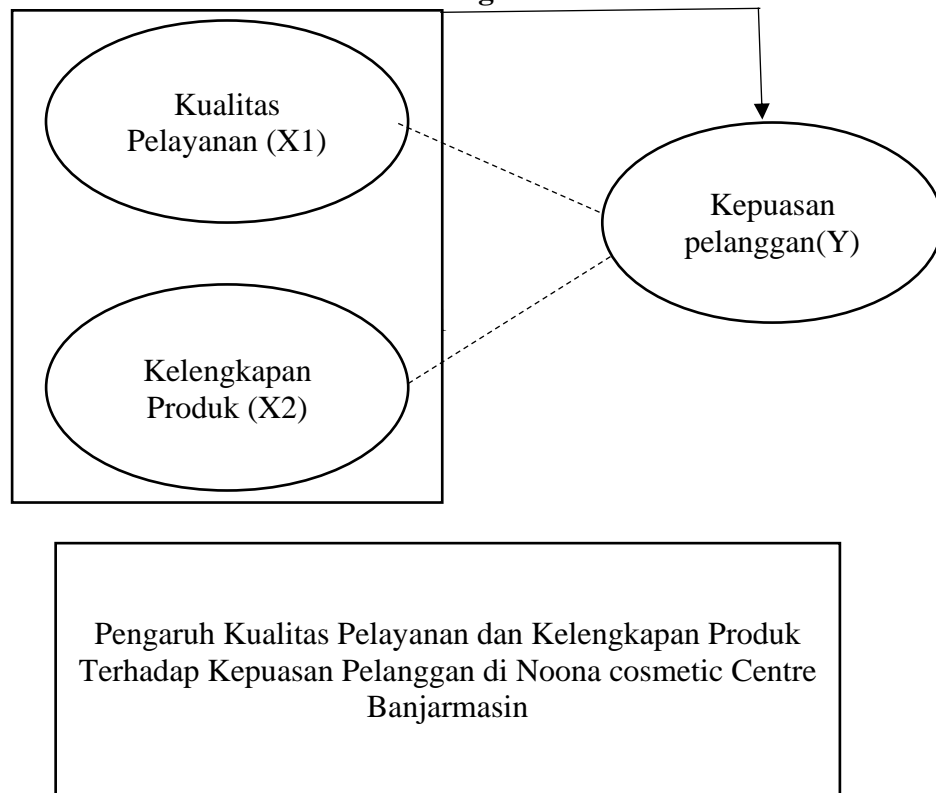 Kualitas
Pelayanan (X1)
Kepuasan
pelanggan(Y)
Kelengkapan
Produk (X2)
Pengaruh Kualitas Pelayanan dan Kelengkapan Produk
Terhadap Kepuasan Pelanggan di Noona cosmetic Centre
Banjarmasin